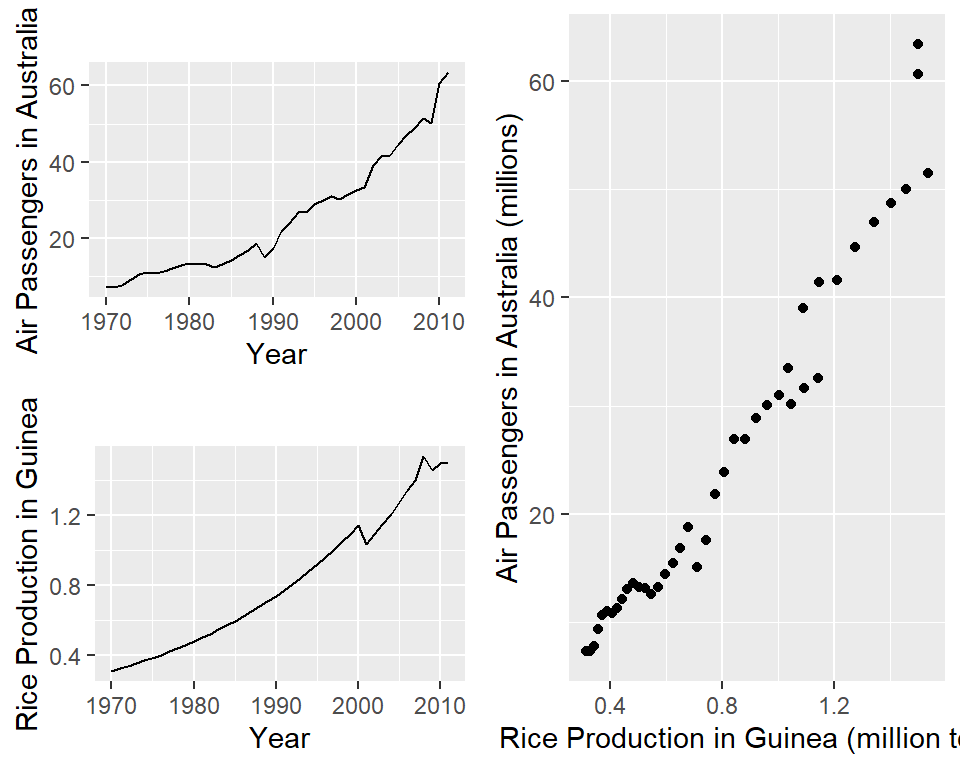 Air Passengers in Australia
60
40
20
1970 1980 1990 2000 2010
Year
Rice Production in Guinea
1.2
0.8
0.4
1970 1980 1990 2000 2010
Year
Air Passengers in Australia (millions)
60
40
20
0.4 0.8 1.2
Rice Production in Guinea (million